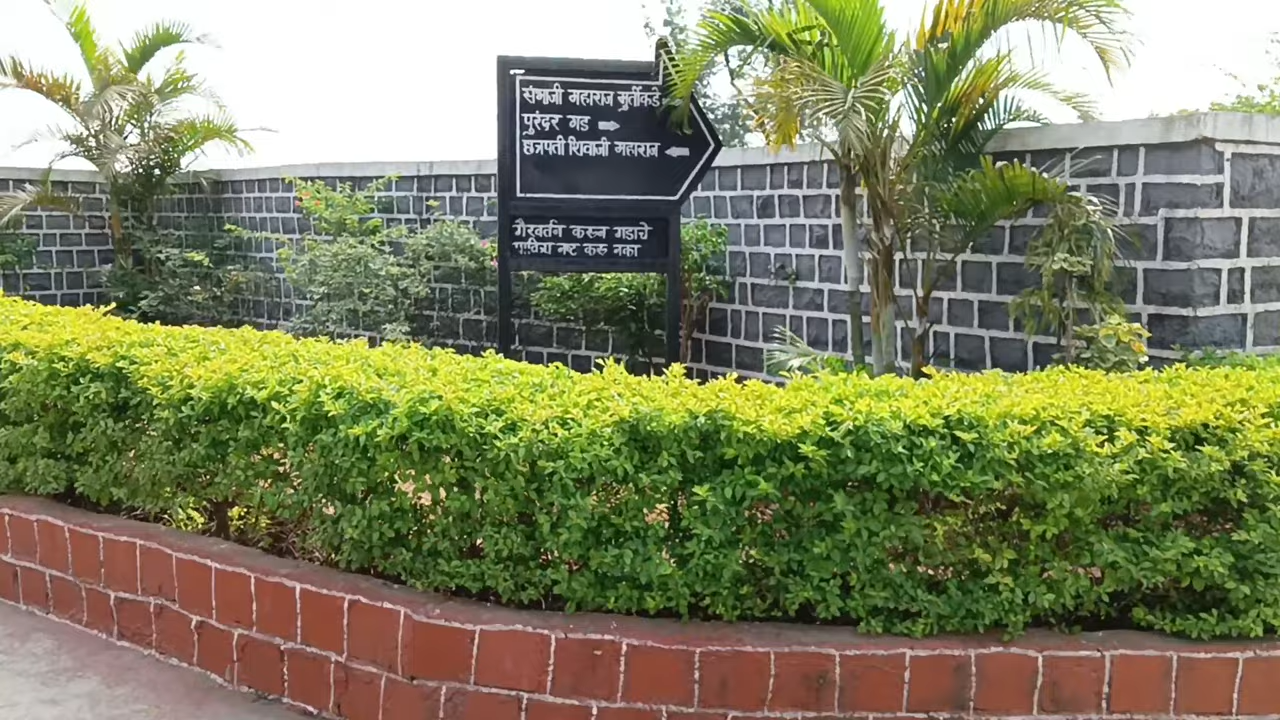 संभाजी महाराज मुर्तीकडे
पुरंदर गड ➡
छत्रपती शिवाजी महाराज ⬅
गैरवर्तन करून गडाचे
पावित्र्य नष्ट करू नका